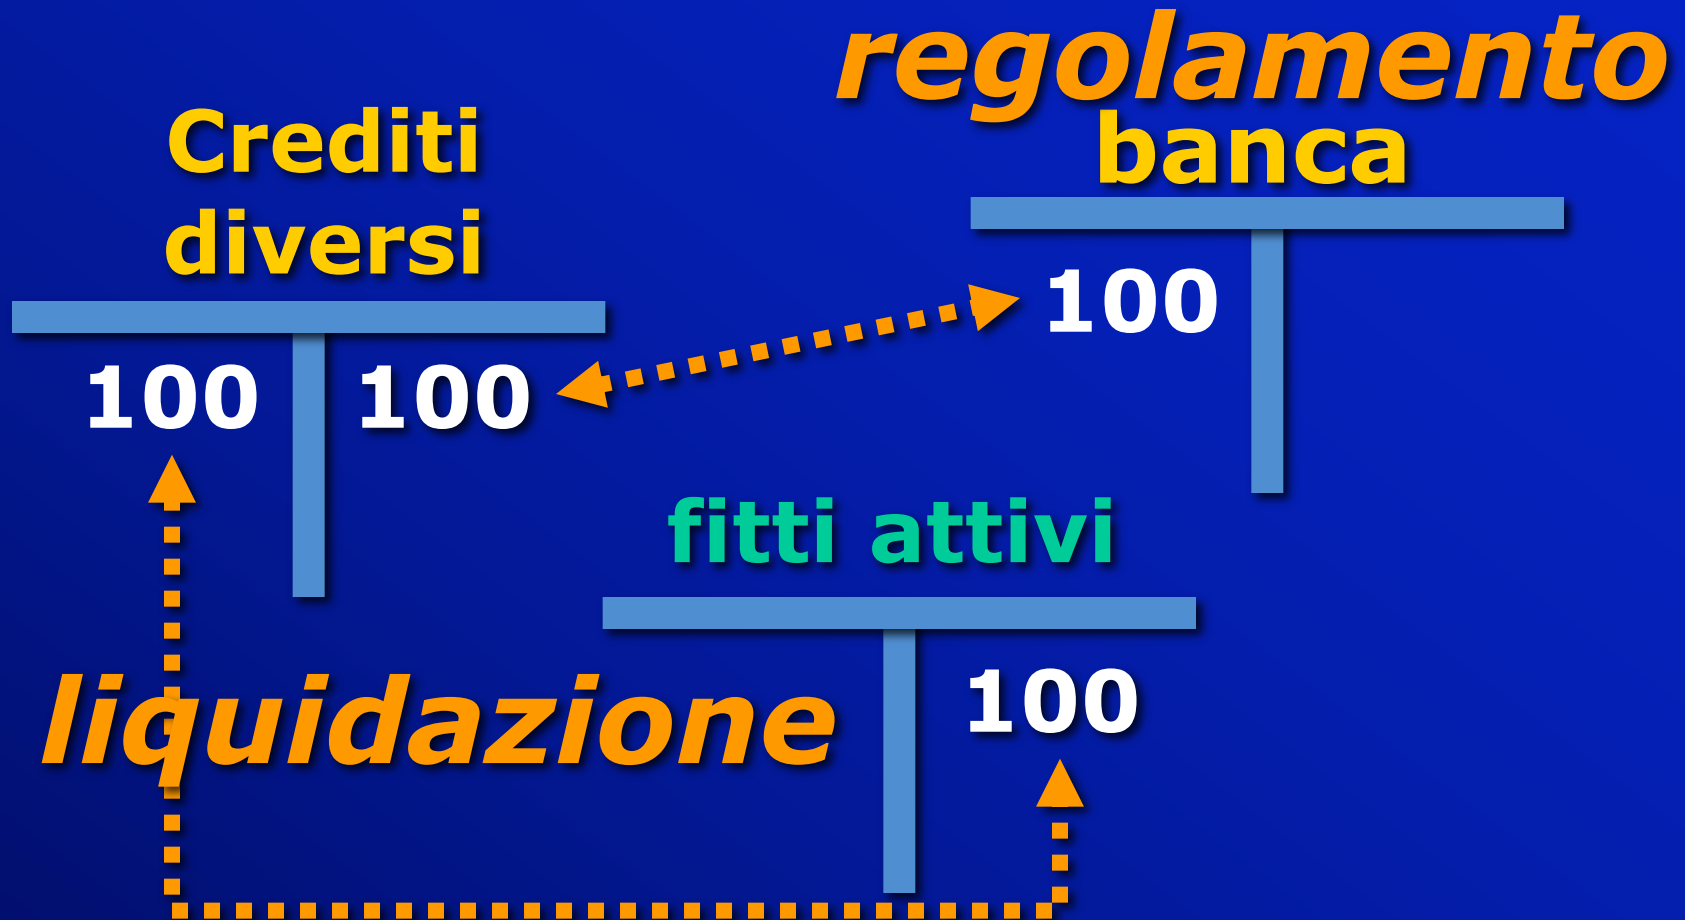 regolamento
Crediti
diversi
banca
100
100 100
fitti attivi
liquidazione
100